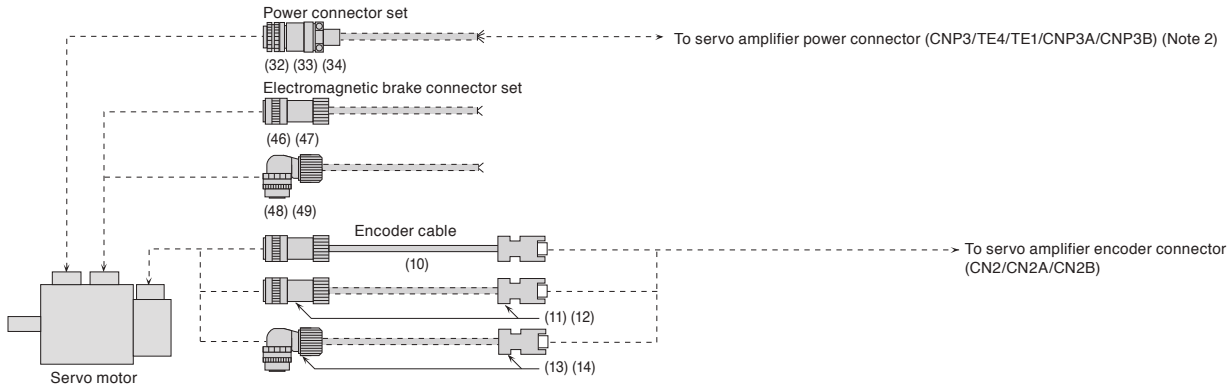 Power connector set
To servo amplifier power connector (CNP3/TE4/TE1/CNP3A/CNP3B) (Note 2)
(32) (33) (34)
Electromagnetic brake connector set
(46) (47)
(48) (49)
Encoder cable
(10)
To servo amplifier encoder connector
(CN2/CN2A/CN2B)
(11) (12)
(13) (14)
Servo motor